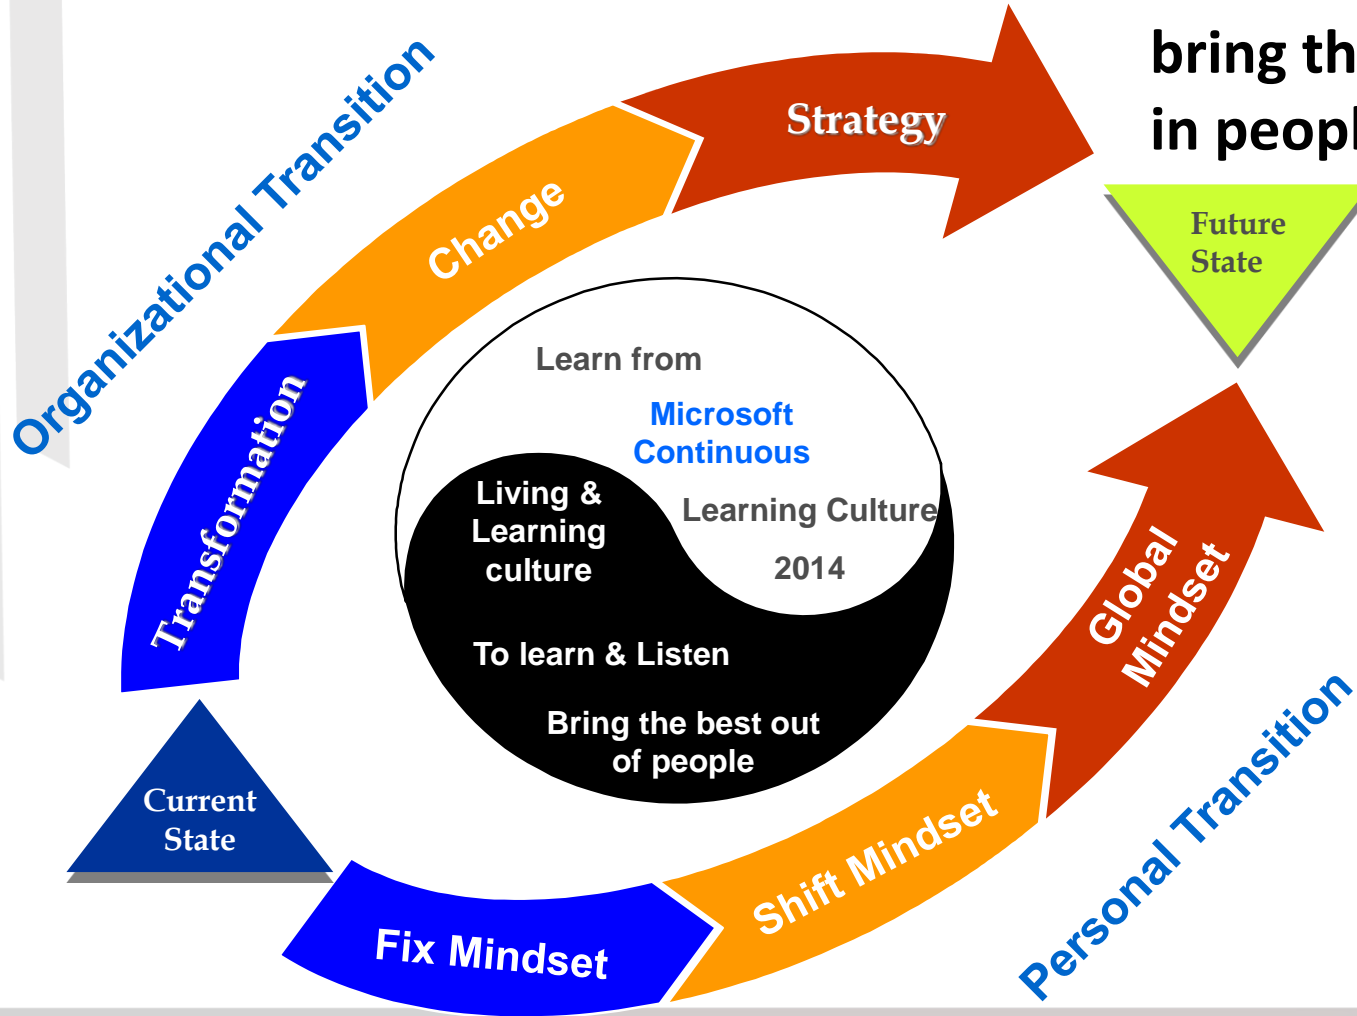 bring th
in peopl
Organizational Transition
Strategy
Change
Transformation
Future
State
Learn from
Microsoft
Continuous
Learning Culture
2014
Living &
Learning
culture
To learn & Listen
Bring the best out
of people
Global
Mindset
Current
State
Shift Mindset
Fix Mindset
Personal Transition